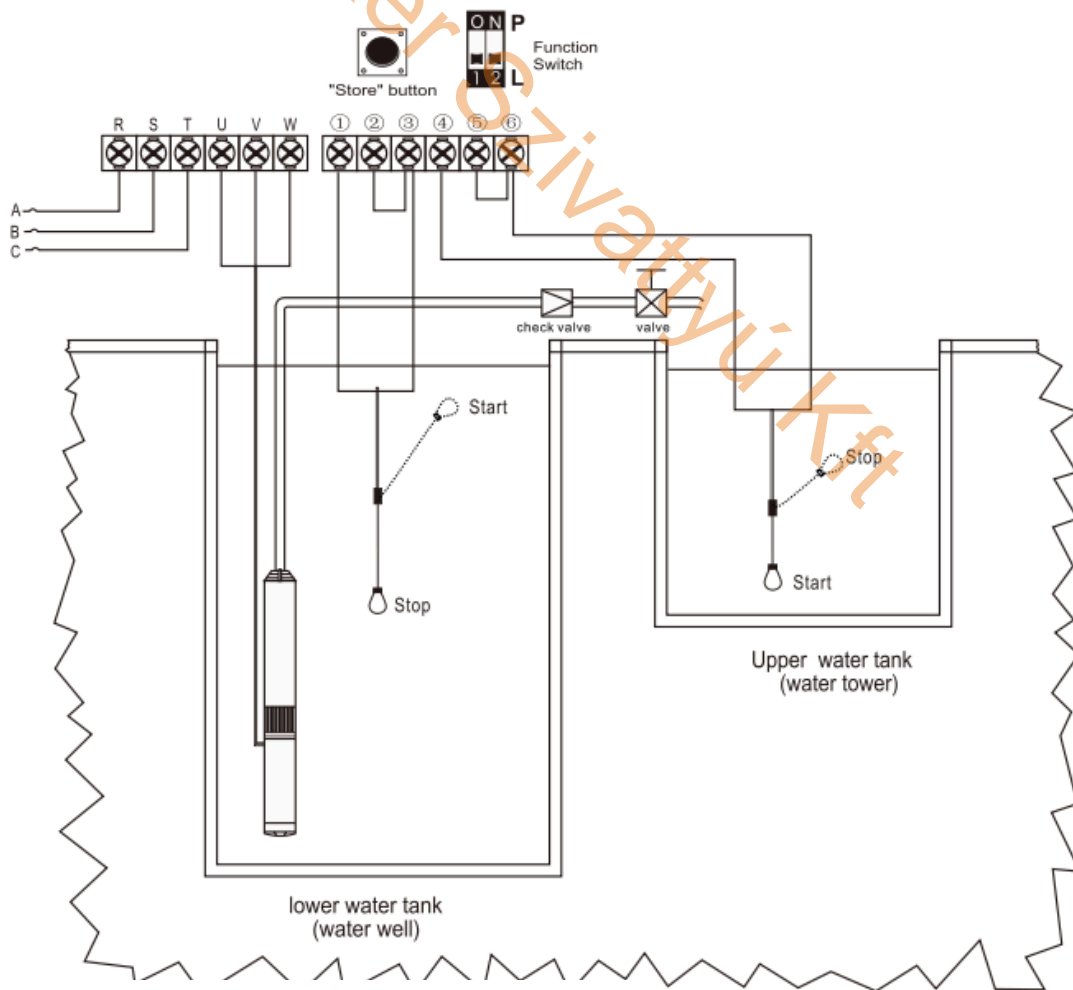 ON P
Function
Switch
1 2 L
"Store" button
R S T U V W ① ② ③ ④ ⑤ ⑥
A
B
C
check valve
valve
Start
Stop
Stop
Start
Upper water tank
(water tower)
lower water tank
(water well)
Szivattyú Kft